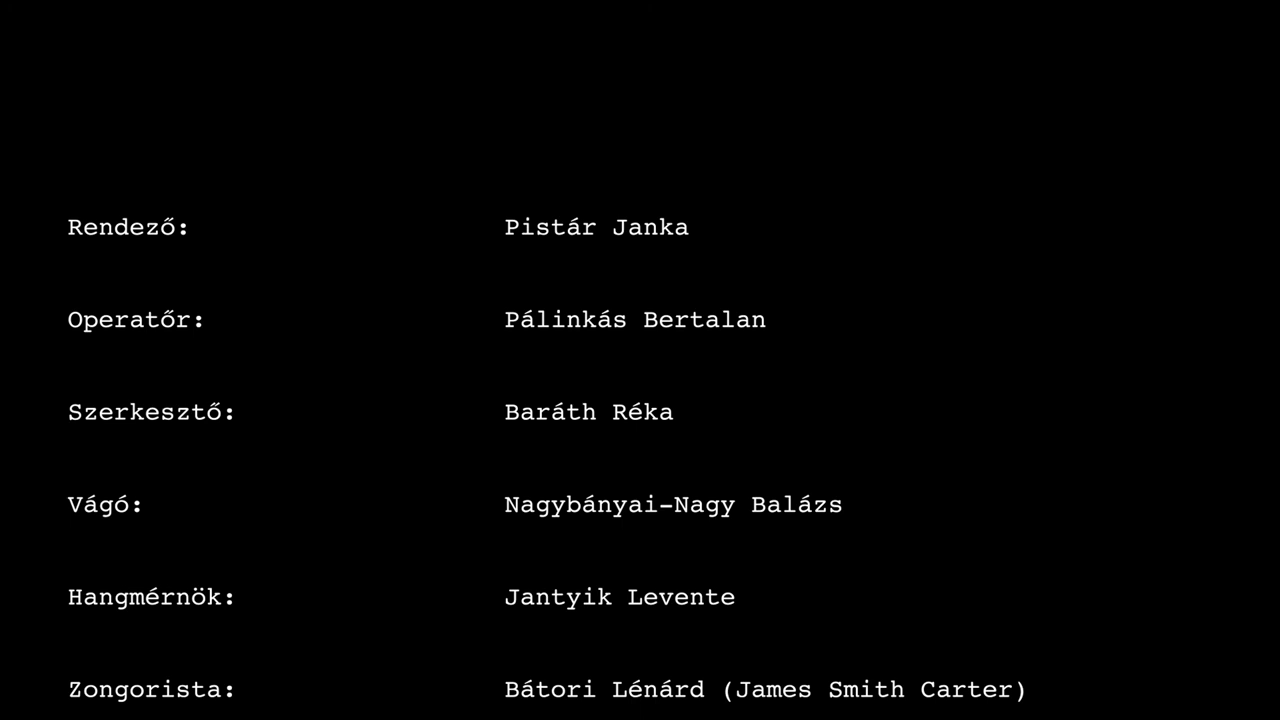 Rendező: Pistár Janka
Operatőr: Pálinkás Bertalan
Szerkesztő: Baráth Réka
Vágó: Nagybányai-Nagy Balázs
Hangmérnök: Jantyik Levente
Zongorista: Bátori Lénárd (James Smith Carter)